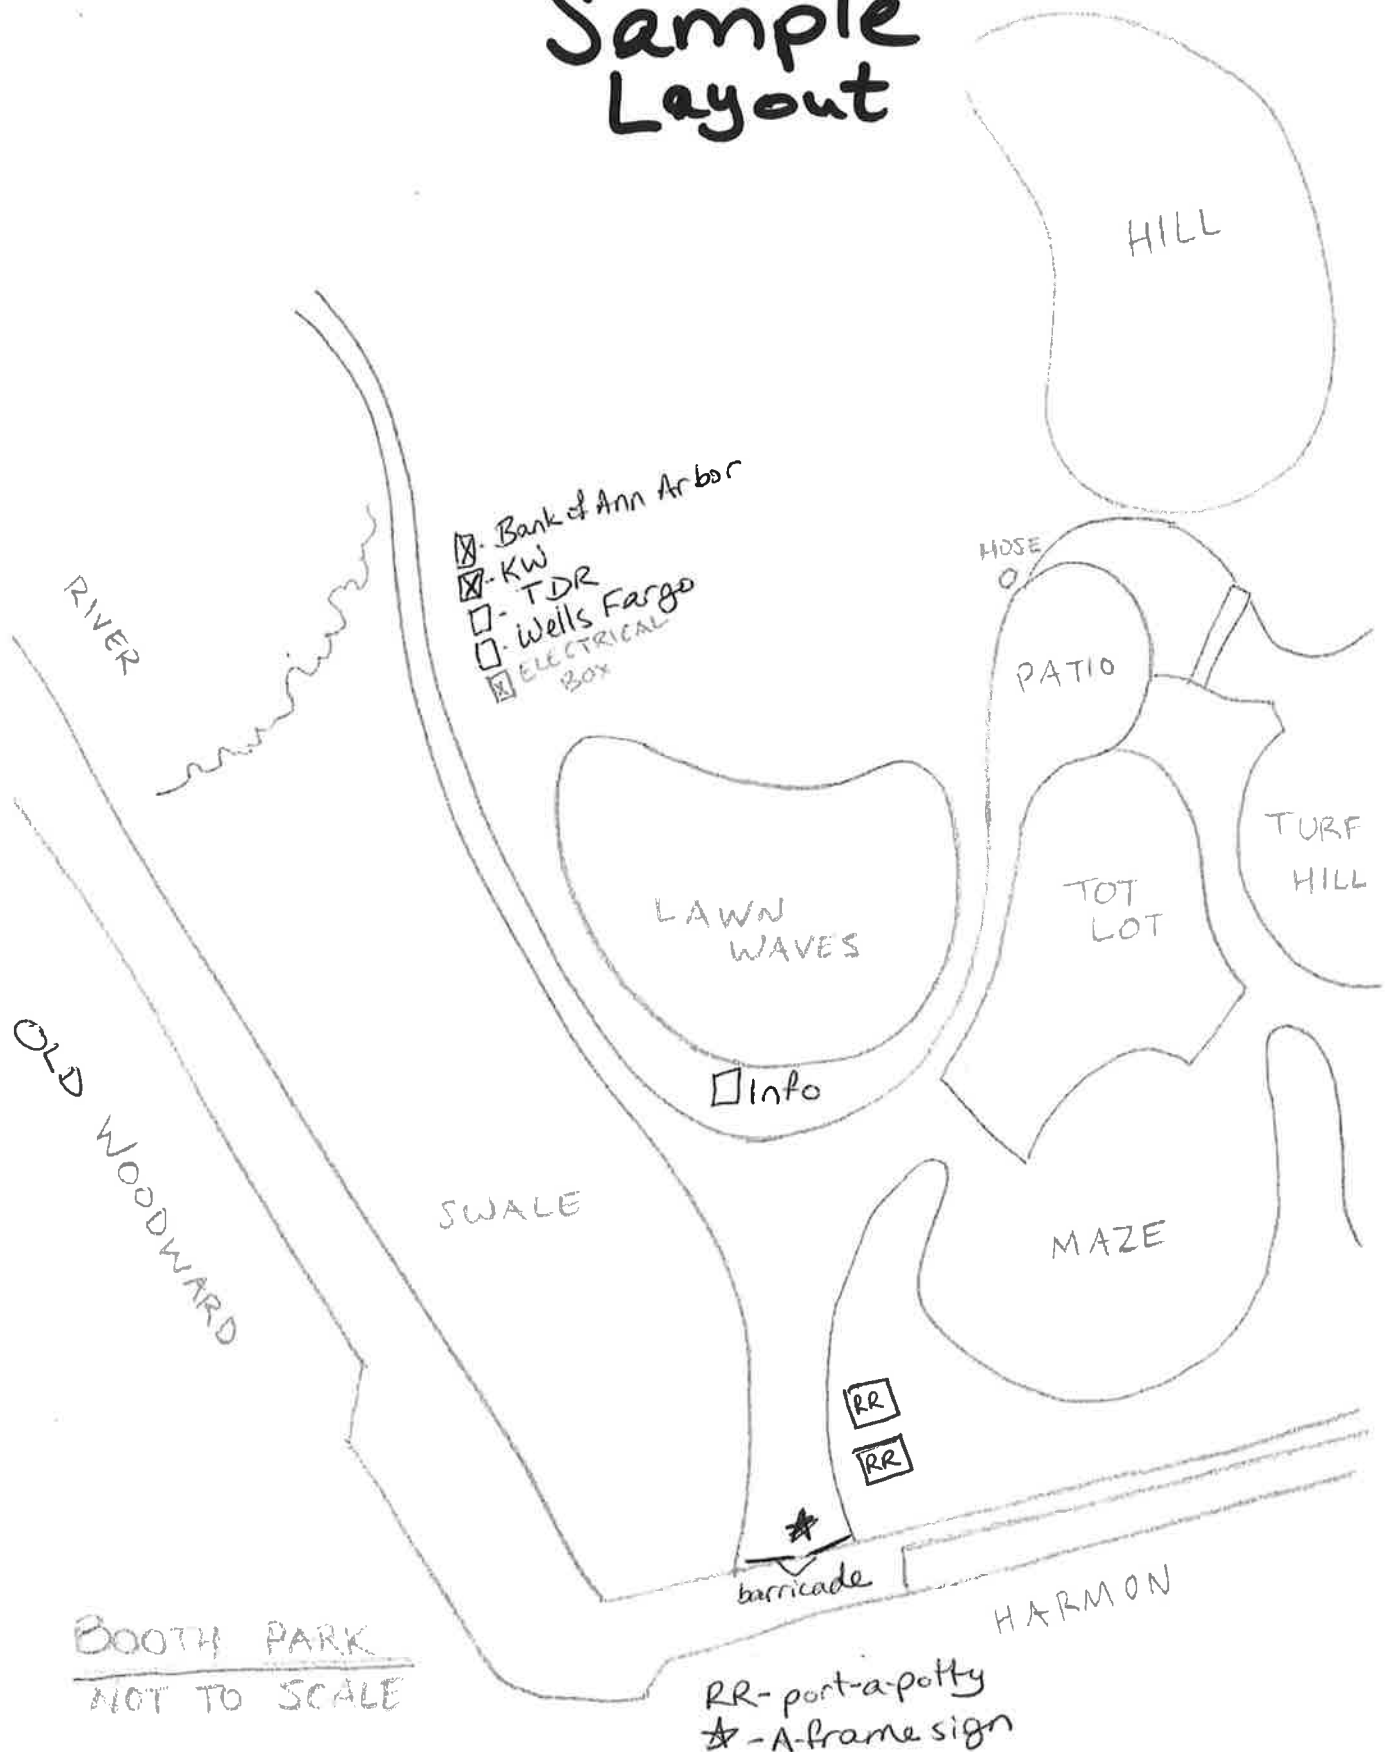 Sample
Layout
HILL
☒- Bank of Ann Arbor
☒- KW
☐- TDR
☐- Wells Fargo
☒ ELECTRICAL
BOX
HOSE
RIVER
PATIO
TURF
HILL
LAWN
WAVES
TOT
LOT
OLD WOODWARD
Info
SWALE
MAZE
RR
RR
barricade
HARMON
BOOTH PARK
NOT TO SCALE
RR- port-a-potty
★ - A-frame sign